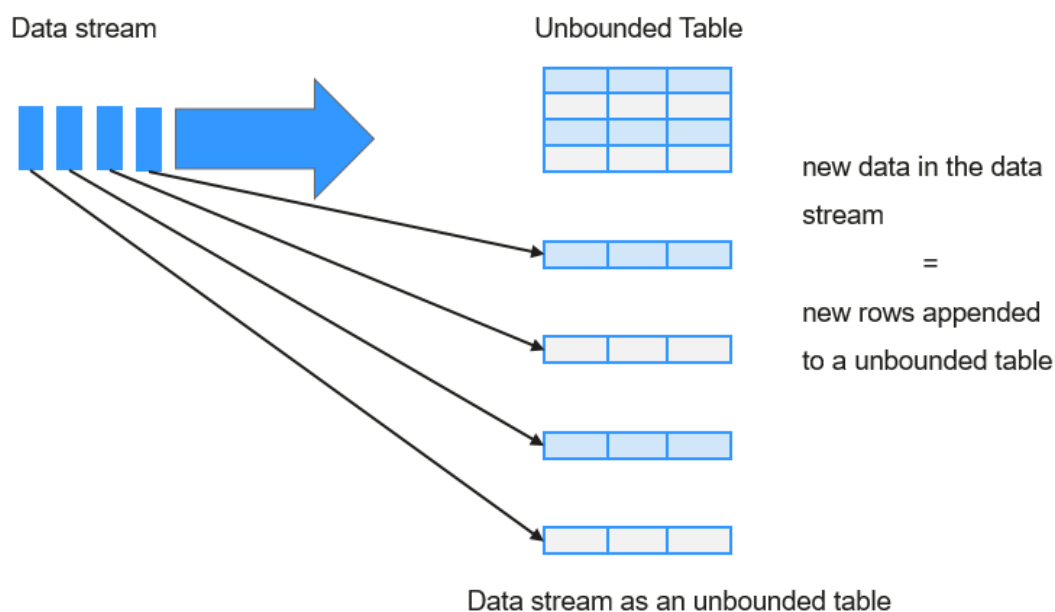 Data stream
Unbounded Table
new data in the data
stream
=
new rows appended
to a unbounded table
Data stream as an unbounded table